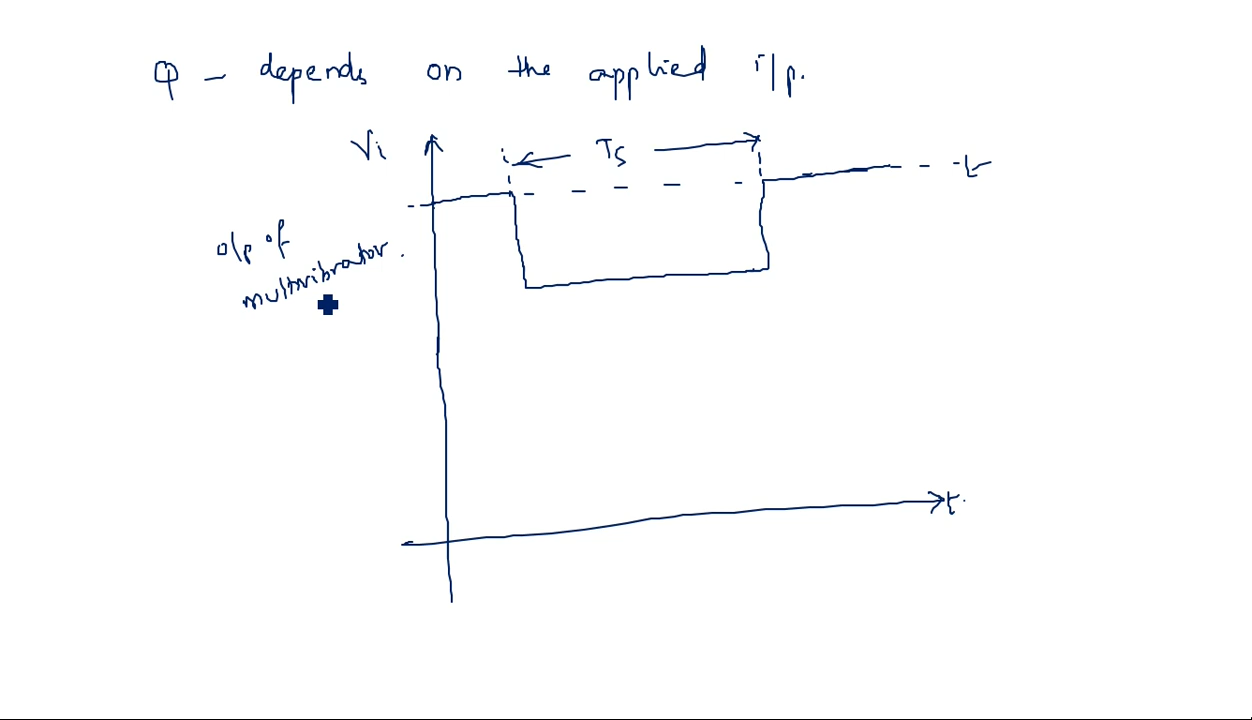 Q - depends on the applied i/p.
Vi
Ts
t
o/p of
multivibrator.
t